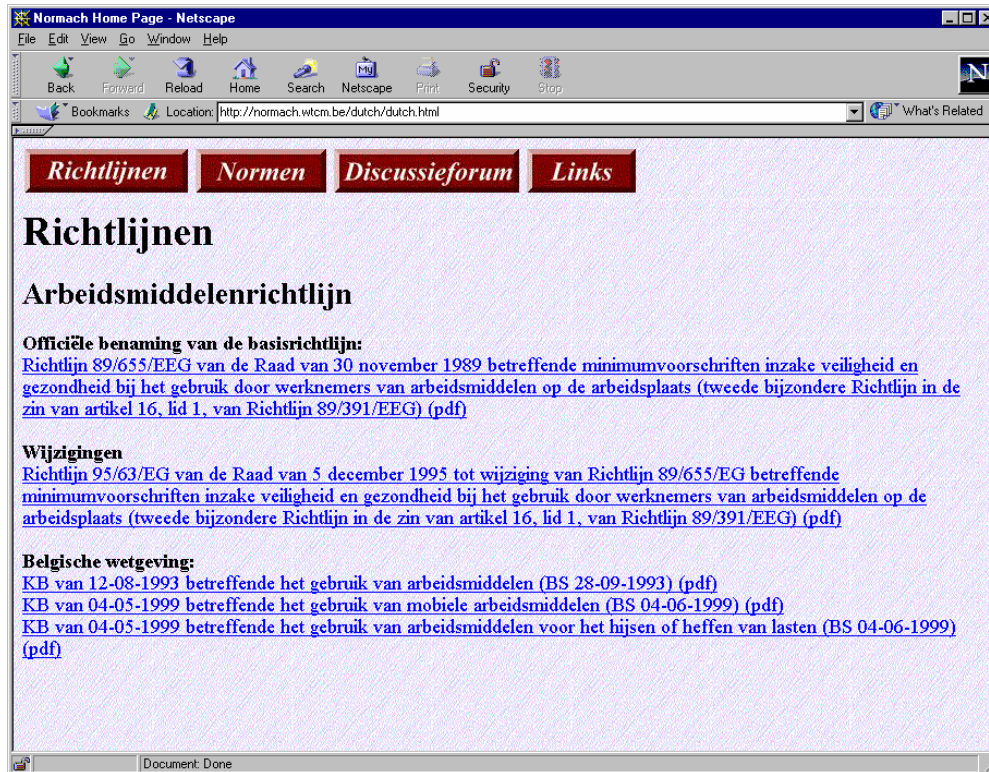 Normach Home Page - Netscape
File Edit View Go Window Help
Back Forward Reload Home Search Netscape Print Security Stop
My
N
Bookmarks Location: http://normach.wtcm.be/dutch/dutch.html What's Related
Richtlijnen Normen Discussieforum Links
Richtlijnen
Arbeidsmiddelenrichtlijn
Officiële benaming van de basisrichtlijn:
Richtlijn 89/655/EEG van de Raad van 30 november 1989 betreffende minimumvoorschriften inzake veiligheid en
gezondheid bij het gebruik door werknemers van arbeidsmiddelen op de arbeidsplaats (tweede bijzondere Richtlijn in de
zin van artikel 16, lid 1, van Richtlijn 89/391/EEG) (pdf)
Wijzigingen
Richtlijn 95/63/EG van de Raad van 5 december 1995 tot wijziging van Richtlijn 89/655/EG betreffende
minimumvoorschriften inzake veiligheid en gezondheid bij het gebruik door werknemers van arbeidsmiddelen op de
arbeidsplaats (tweede bijzondere Richtlijn in de zin van artikel 16, lid 1, van Richtlijn 89/391/EEG) (pdf)
Belgische wetgeving:
KB van 12-08-1993 betreffende het gebruik van arbeidsmiddelen (BS 28-09-1993) (pdf)
KB van 04-05-1999 betreffende het gebruik van mobiele arbeidsmiddelen (BS 04-06-1999) (pdf)
KB van 04-05-1999 betreffende het gebruik van arbeidsmiddelen voor het hijsen of heffen van lasten (BS 04-06-1999)
(pdf)
Document: Done